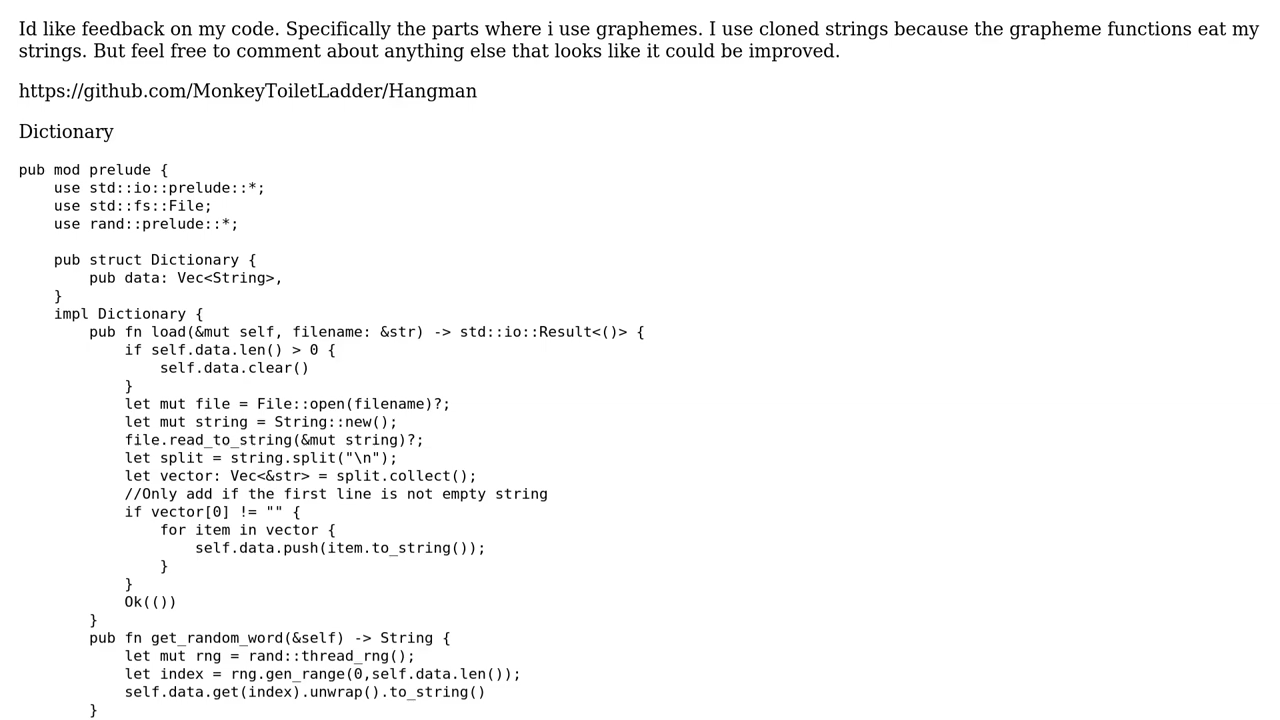 Id like feedback on my code. Specifically the parts where i use graphemes. I use cloned strings because the grapheme functions eat my
strings. But feel free to comment about anything else that looks like it could be improved.
https://github.com/MonkeyToiletLadder/Hangman
Dictionary
pub mod prelude {
    use std::io::prelude::*;
    use std::fs::File;
    use rand::prelude::*;

    pub struct Dictionary {
        pub data: Vec<String>,
    }
    impl Dictionary {
        pub fn load(&mut self, filename: &str) -> std::io::Result<()> {
            if self.data.len() > 0 {
                self.data.clear()
            }
            let mut file = File::open(filename)?;
            let mut string = String::new();
            file.read_to_string(&mut string)?;
            let split = string.split("\n");
            let vector: Vec<&str> = split.collect();
            //Only add if the first line is not empty string
            if vector[0] != "" {
                for item in vector {
                    self.data.push(item.to_string());
                }
            }
            Ok(())
        }
        pub fn get_random_word(&self) -> String {
            let mut rng = rand::thread_rng();
            let index = rng.gen_range(0,self.data.len());
            self.data.get(index).unwrap().to_string()
        }